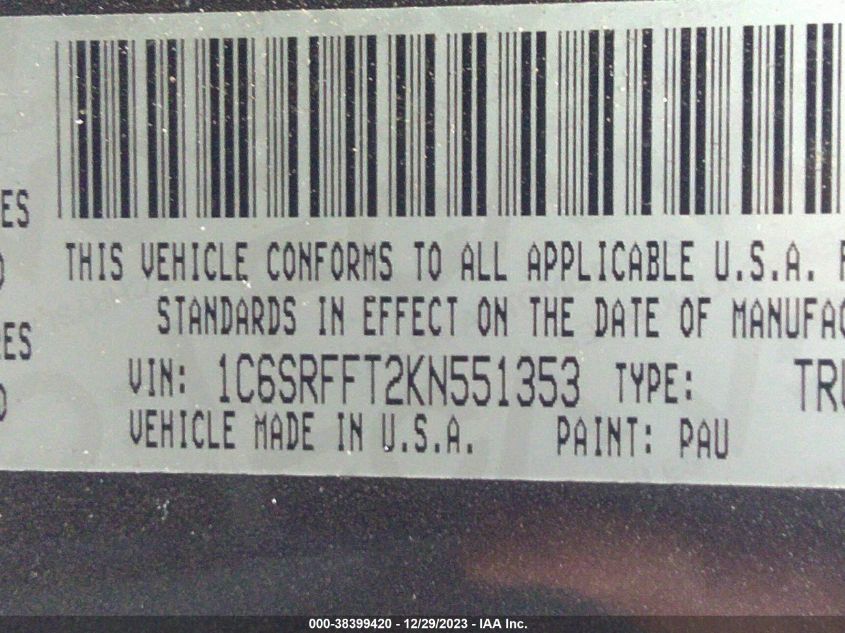 THIS VEHICLE CONFORMS TO ALL APPLICABLE U.S.A.
STANDARDS IN EFFECT ON THE DATE OF
VIN: 1C6SRFFT2KN551353 TYPE:
VEHICLE MADE IN U.S.A. PAINT: PAU
000-38399420 - 12/29/2023 - IAA Inc.